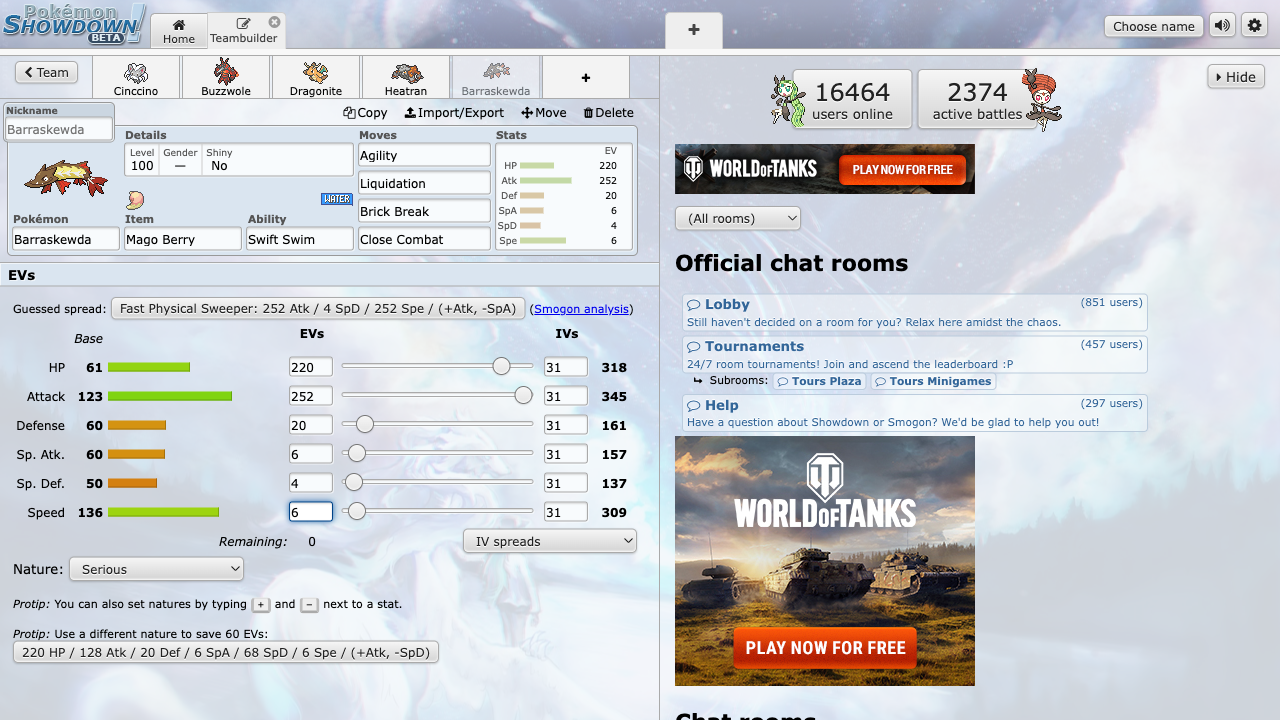 Pokémon
SHOWDOWN!
BETA
Home
Teambuilder
Choose name
Team
Cinccino
Buzzwole
Dragonite
Heatran
Barraskewda
+
Hide
Nickname
Barraskewda
Copy
Import/Export
Move
Delete
Details
Level
100
Gender
—
Shiny
No
WATER
Pokémon
Barraskewda
Item
Mago Berry
Ability
Swift Swim
Moves
Agility
Liquidation
Brick Break
Close Combat
Stats
EV
HP 220
Atk 252
Def 20
SpA 6
SpD 4
Spe 6
EVs
Guessed spread: Fast Physical Sweeper: 252 Atk / 4 SpD / 252 Spe / (+Atk, -SpA) (Smogon analysis)
Base EVs IVs
HP 61 220 31 318
Attack 123 252 31 345
Defense 60 20 31 161
Sp. Atk. 60 6 31 157
Sp. Def. 50 4 31 137
Speed 136 6 31 309
Remaining: 0
IV spreads
Nature: Serious
Protip: You can also set natures by typing + and − next to a stat.
Protip: Use a different nature to save 60 EVs:
220 HP / 128 Atk / 20 Def / 6 SpA / 68 SpD / 6 Spe / (+Atk, -SpD)
16464
users online
2374
active battles
WORLD OF TANKS
PLAY NOW FOR FREE
(All rooms)
Official chat rooms
Lobby (851 users)
Still haven't decided on a room for you? Relax here amidst the chaos.
Tournaments (457 users)
24/7 room tournaments! Join and ascend the leaderboard :P
Subrooms: Tours Plaza Tours Minigames
Help (297 users)
Have a question about Showdown or Smogon? We'd be glad to help you out!
WORLD OF TANKS
PLAY NOW FOR FREE
Chat rooms